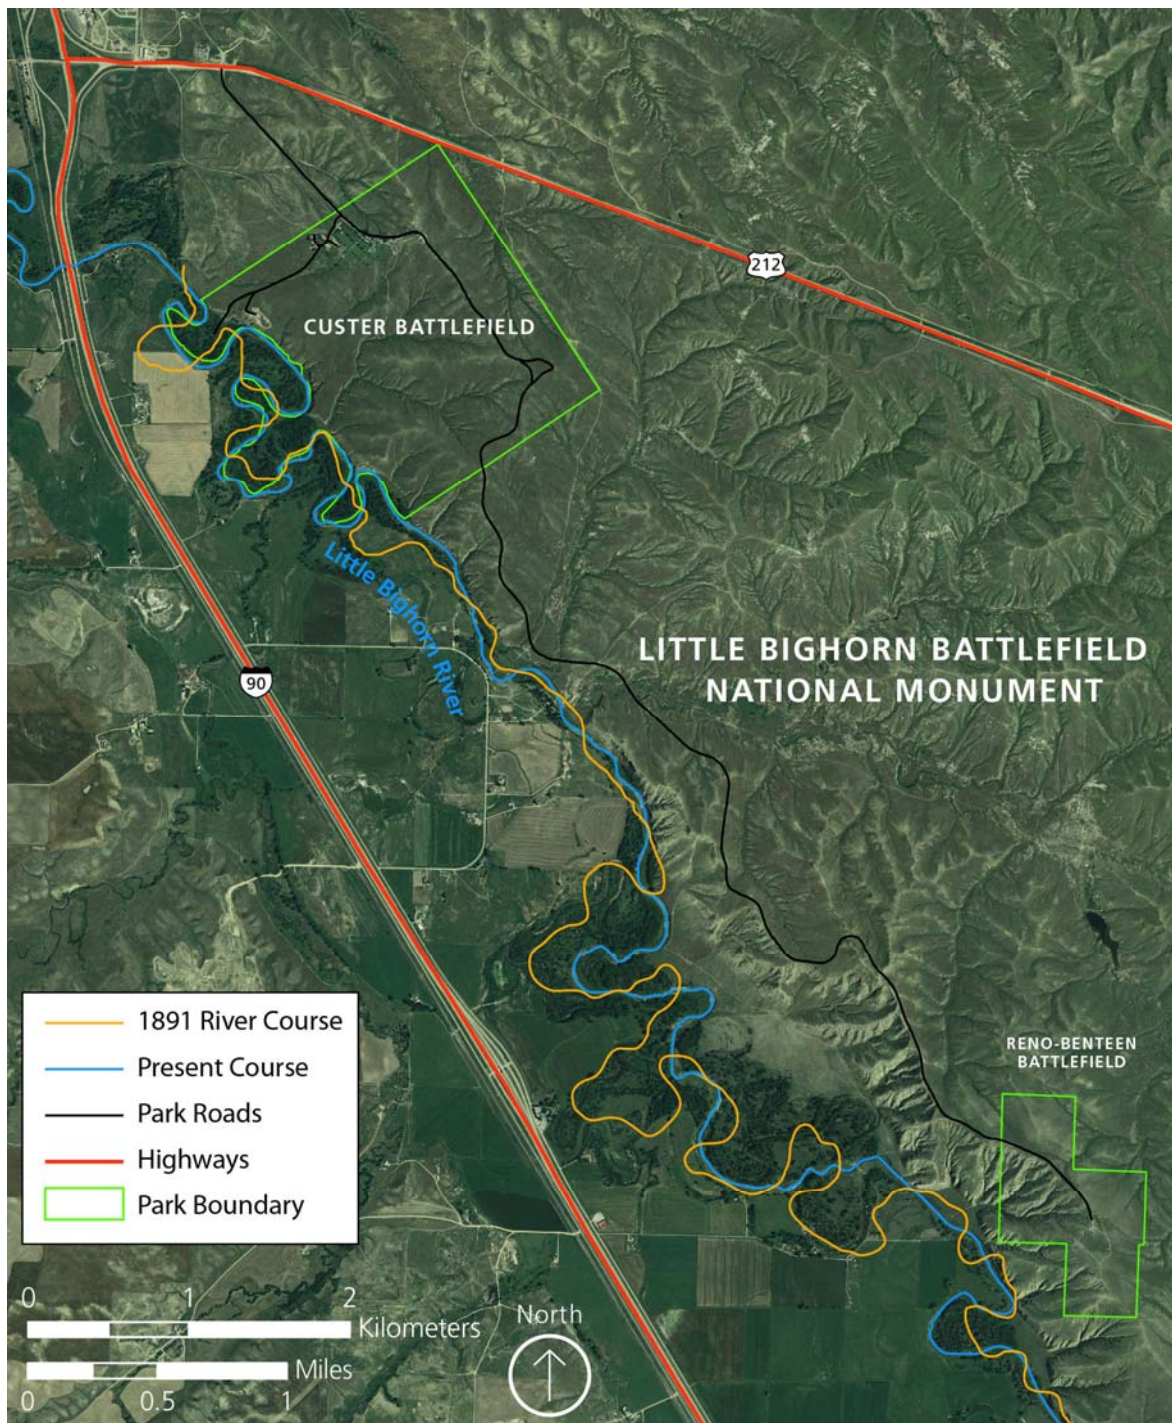 212
CUSTER BATTLEFIELD
Little Bighorn River
LITTLE BIGHORN BATTLEFIELD
NATIONAL MONUMENT
90
1891 River Course
Present Course
Park Roads
Highways
Park Boundary
RENO-BENTEEN
BATTLEFIELD
0 1 2
Kilometers
North
Miles
0 0.5 1